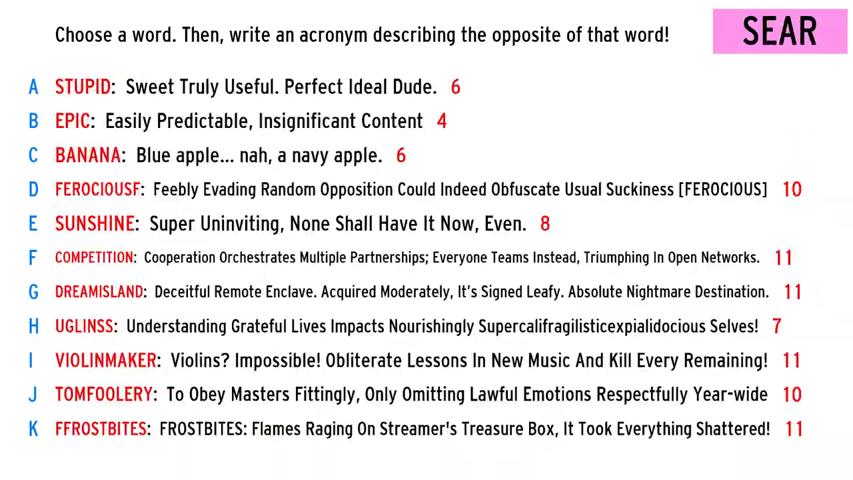 Choose a word. Then, write an acronym describing the opposite of that word!
SEAR
A STUPID: Sweet Truly Useful. Perfect Ideal Dude. 6
B EPIC: Easily Predictable, Insignificant Content 4
C BANANA: Blue apple... nah, a navy apple. 6
D FEROCIOUSF: Feebly Evading Random Opposition Could Indeed Obfuscate Usual Suckiness [FEROCIOUS] 10
E SUNSHINE: Super Uninviting, None Shall Have It Now, Even. 8
F COMPETITION: Cooperation Orchestrates Multiple Partnerships; Everyone Teams Instead, Triumphing In Open Networks. 11
G DREAMISLAND: Deceitful Remote Enclave. Acquired Moderately, It's Signed Leafy. Absolute Nightmare Destination. 11
H UGLINSS: Understanding Grateful Lives Impacts Nourishingly Supercalifragilisticexpialidocious Selves! 7
I VIOLINMAKER: Violins? Impossible! Obliterate Lessons In New Music And Kill Every Remaining! 11
J TOMFOOLERY: To Obey Masters Fittingly, Only Omitting Lawful Emotions Respectfully Year-wide 10
K FFROSTBITES: FROSTBITES: Flames Raging On Streamer's Treasure Box, It Took Everything Shattered! 11